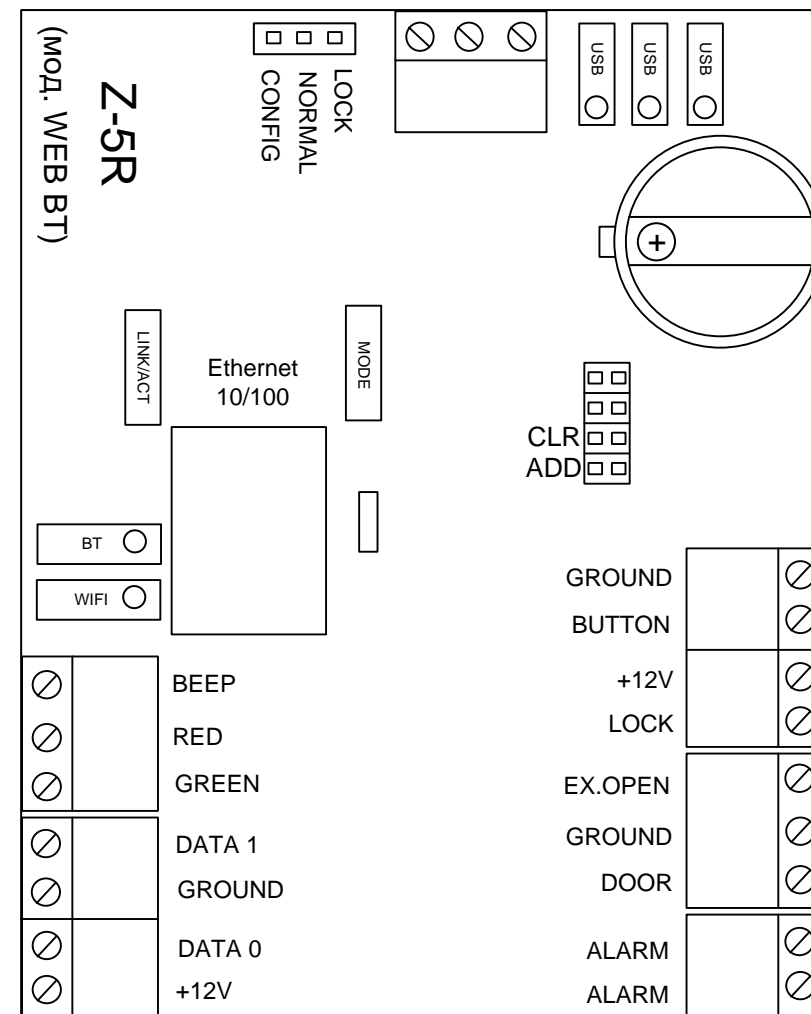 Z-5R
(мод. WEB BT)
LOCK
NORMAL
CONFIG
USB
USB
USB
LINK/ACT
Ethernet
10/100
MODE
CLR
ADD
BT
WIFI
BEEP
RED
GREEN
DATA 1
GROUND
DATA 0
+12V
GROUND
BUTTON
+12V
LOCK
EX.OPEN
GROUND
DOOR
ALARM
ALARM